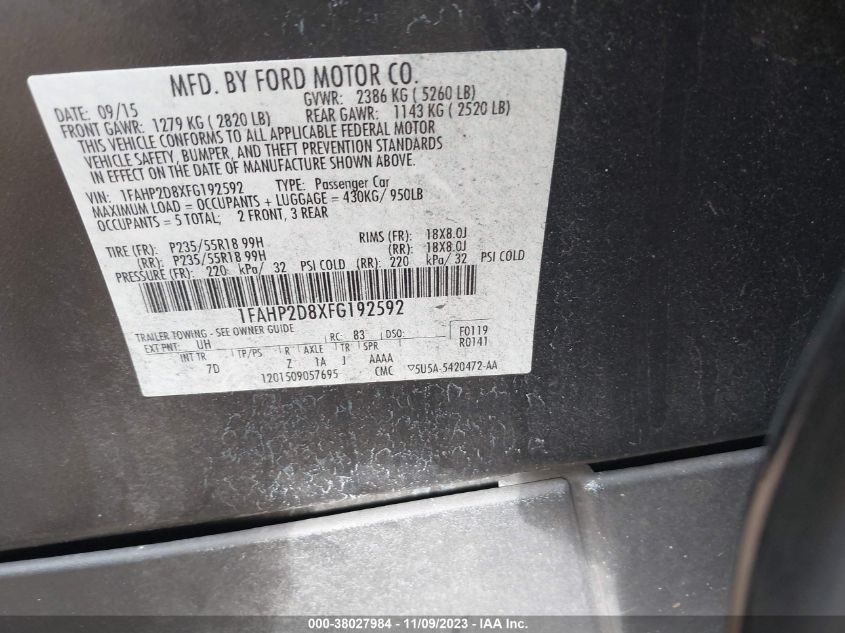 MFD. BY FORD MOTOR CO.
DATE: 09/15 GVWR: 2386 KG ( 5260 LB)
FRONT GAWR: 1279 KG ( 2820 LB) REAR GAWR: 1143 KG ( 2520 LB)
THIS VEHICLE CONFORMS TO ALL APPLICABLE FEDERAL MOTOR
VEHICLE SAFETY, BUMPER, AND THEFT PREVENTION STANDARDS
IN EFFECT ON THE DATE OF MANUFACTURE SHOWN ABOVE.
VIN: 1FAHP2D8XFG192592 TYPE: Passenger Car
MAXIMUM LOAD = OCCUPANTS + LUGGAGE = 430KG/ 950LB
OCCUPANTS = 5 TOTAL, 2 FRONT, 3 REAR
TIRE (FR): P235/55R18 99H RIMS (FR): 18X8.0J
(RR): P235/55R18 99H (RR): 18X8.0J
PRESSURE (FR): 220 kPa/ 32 PSI COLD (RR): 220 kPa/ 32 PSI COLD
1FAHP2D8XFG192592
TRAILER TOWING - SEE OWNER GUIDE F0119
EXT PNT: UH RC: 83 DSO: R0141
INT TR TP/PS R AXLE TR SPR
7D Z 1A J AAAA
1201509057695 CMC ▽5U5A-5420472-AA
000-38027984 - 11/09/2023 - IAA Inc.